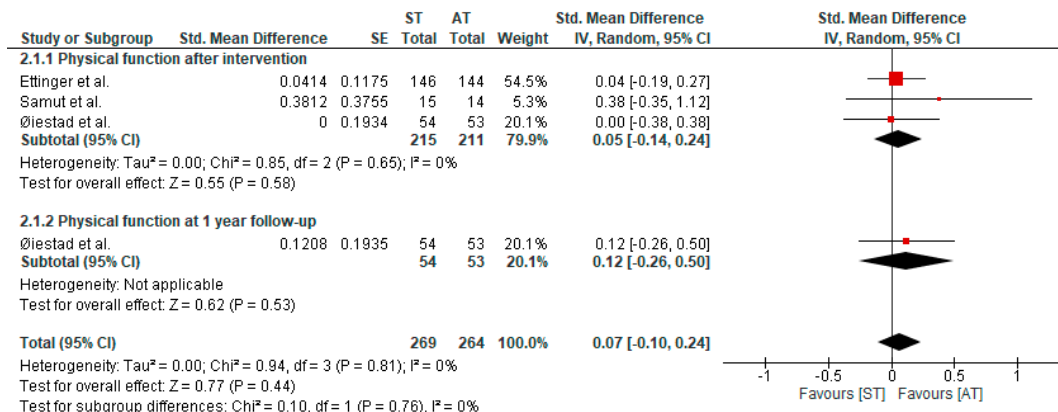 ST AT Std. Mean Difference Std. Mean Difference
Study or Subgroup Std. Mean Difference SE Total Total Weight IV, Random, 95% CI IV, Random, 95% CI
2.1.1 Physical function after intervention
Ettinger et al. 0.0414 0.1175 146 144 54.5% 0.04 [-0.19, 0.27]
Samut et al. 0.3812 0.3755 15 14 5.3% 0.38 [-0.35, 1.12]
Øiestad et al. 0 0.1934 54 53 20.1% 0.00 [-0.38, 0.38]
Subtotal (95% CI) 215 211 79.9% 0.05 [-0.14, 0.24]
Heterogeneity: Tau² = 0.00; Chi² = 0.85, df = 2 (P = 0.65); I² = 0%
Test for overall effect: Z = 0.55 (P = 0.58)
2.1.2 Physical function at 1 year follow-up
Øiestad et al. 0.1208 0.1935 54 53 20.1% 0.12 [-0.26, 0.50]
Subtotal (95% CI) 54 53 20.1% 0.12 [-0.26, 0.50]
Heterogeneity: Not applicable
Test for overall effect: Z = 0.62 (P = 0.53)
Total (95% CI) 269 264 100.0% 0.07 [-0.10, 0.24]
Heterogeneity: Tau² = 0.00; Chi² = 0.94, df = 3 (P = 0.81); I² = 0%
Test for overall effect: Z = 0.77 (P = 0.44)
Test for subgroup differences: Chi² = 0.10, df = 1 (P = 0.76), I² = 0%
-1 -0.5 0 0.5 1
Favours [ST] Favours [AT]